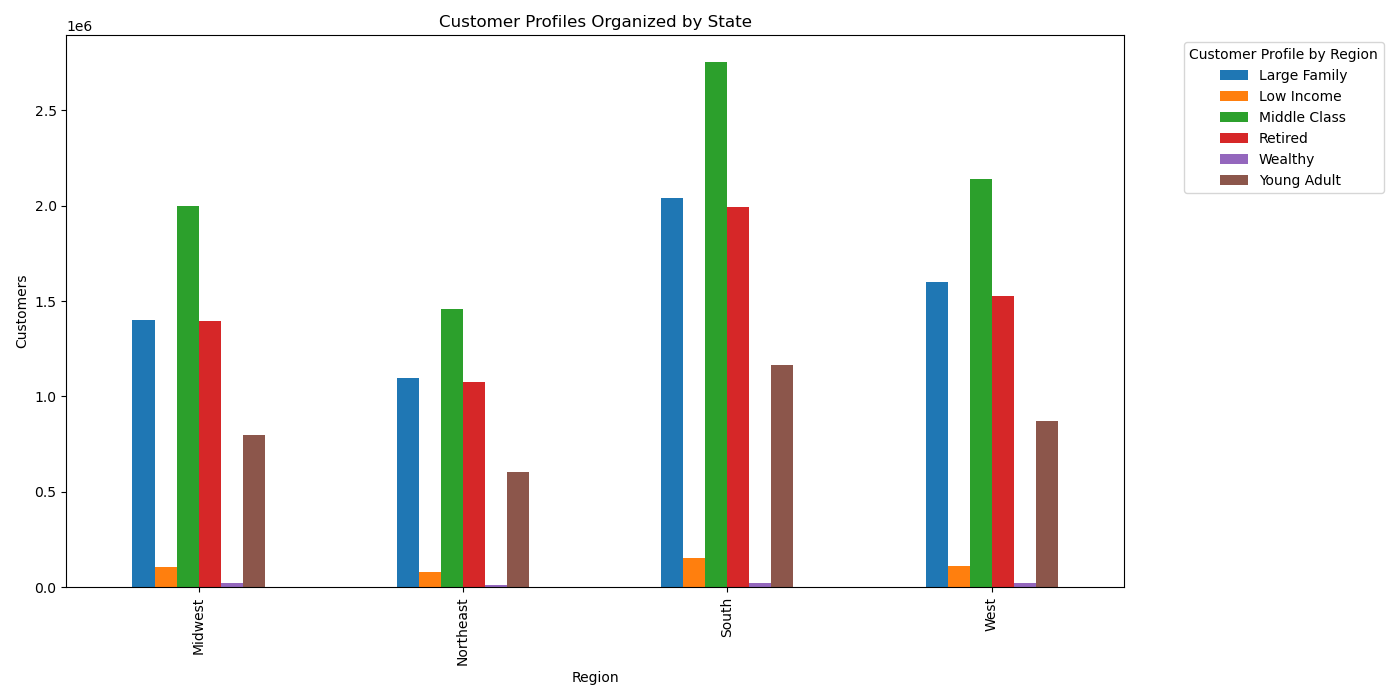 Customer Profiles Organized by State
1e6
2.5
2.0
1.5
1.0
0.5
0.0
Customers
Midwest
Northeast
South
West
Region
Customer Profile by Region
Large Family
Low Income
Middle Class
Retired
Wealthy
Young Adult